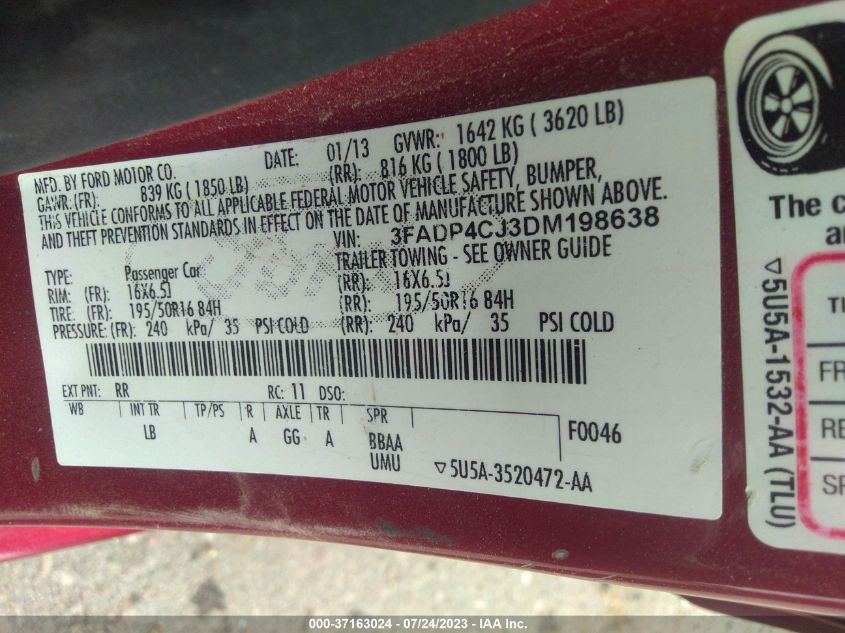 MFD. BY FORD MOTOR CO.
DATE: 01/13 GVWR: 1642 KG ( 3620 LB)
GAWR: (FR): 839 KG ( 1850 LB) (RR): 816 KG ( 1800 LB)
THIS VEHICLE CONFORMS TO ALL APPLICABLE FEDERAL MOTOR VEHICLE SAFETY, BUMPER,
AND THEFT PREVENTION STANDARDS IN EFFECT ON THE DATE OF MANUFACTURE SHOWN ABOVE.
VIN: 3FADP4CJ3DM198638
TYPE: Passenger Car TRAILER TOWING - SEE OWNER GUIDE
RIM: (FR): 16X6.5J (RR): 16X6.5J
TIRE: (FR): 195/50R16 84H (RR): 195/50R16 84H
PRESSURE: (FR): 240 kPa/ 35 PSI COLD (RR): 240 kPa/ 35 PSI COLD
EXT PNT: RR RC: 11 DSO:
WB INT TR TP/PS R AXLE TR SPR
LB A GG A BBAA
UMU
F0046
▽5U5A-3520472-AA
The c
▽5U5A-1532-AA (TLU)
FR
RE
SP
000-37163024 - 07/24/2023 - IAA Inc.